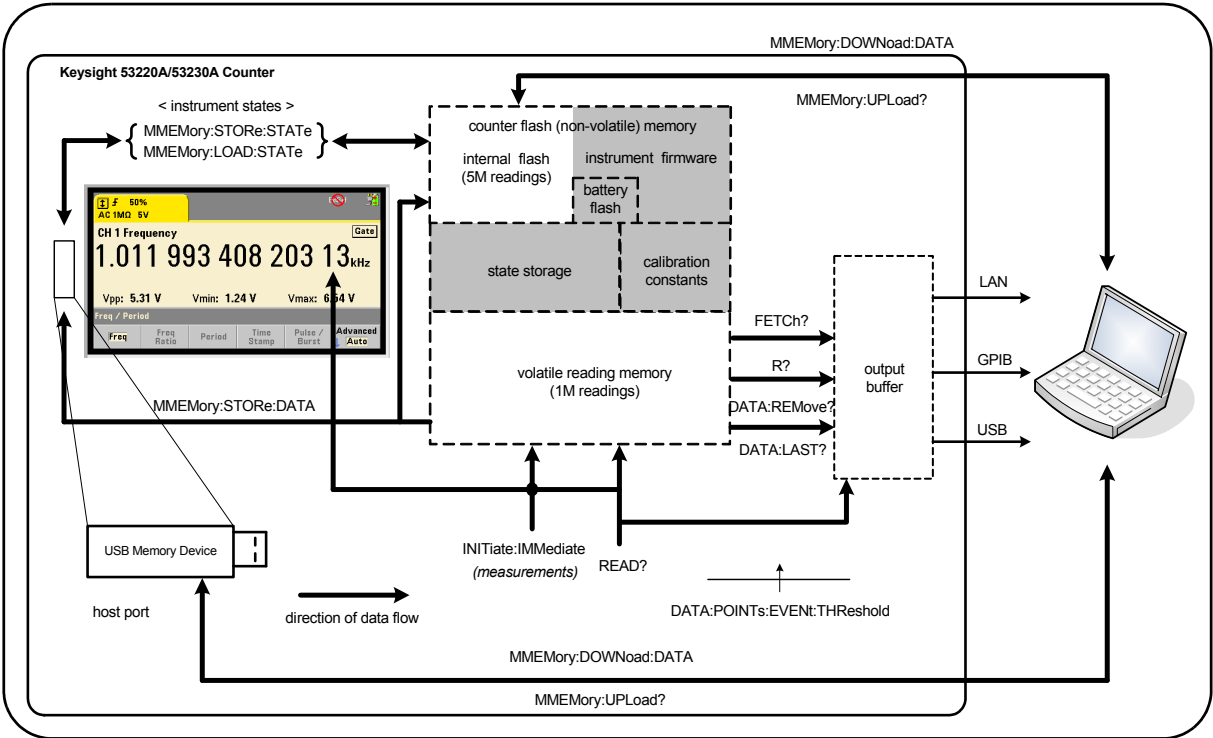 MMEMory:DOWNoad:DATA
Keysight 53220A/53230A Counter
MMEMory:UPLoad?
< instrument states >
MMEMory:STORe:STATe
MMEMory:LOAD:STATe
counter flash (non-volatile) memory
internal flash
(5M readings)
instrument firmware
battery
flash
state storage
calibration
constants
50%
AC 1MΩ 5V
CH 1 Frequency
Gate
1.011 993 408 203 13kHz
Vpp: 5.31 V Vmin: 1.24 V Vmax: 6.54 V
Freq / Period
Freq
Freq
Ratio
Period
Time
Stamp
Pulse /
Burst
Advanced
Auto
volatile reading memory
(1M readings)
MMEMory:STORe:DATA
FETCh?
R?
DATA:REMove?
DATA:LAST?
output
buffer
LAN
GPIB
USB
INITiate:IMMediate
(measurements)
READ?
USB Memory Device
host port
direction of data flow
DATA:POINTs:EVENt:THReshold
MMEMory:DOWNoad:DATA
MMEMory:UPLoad?